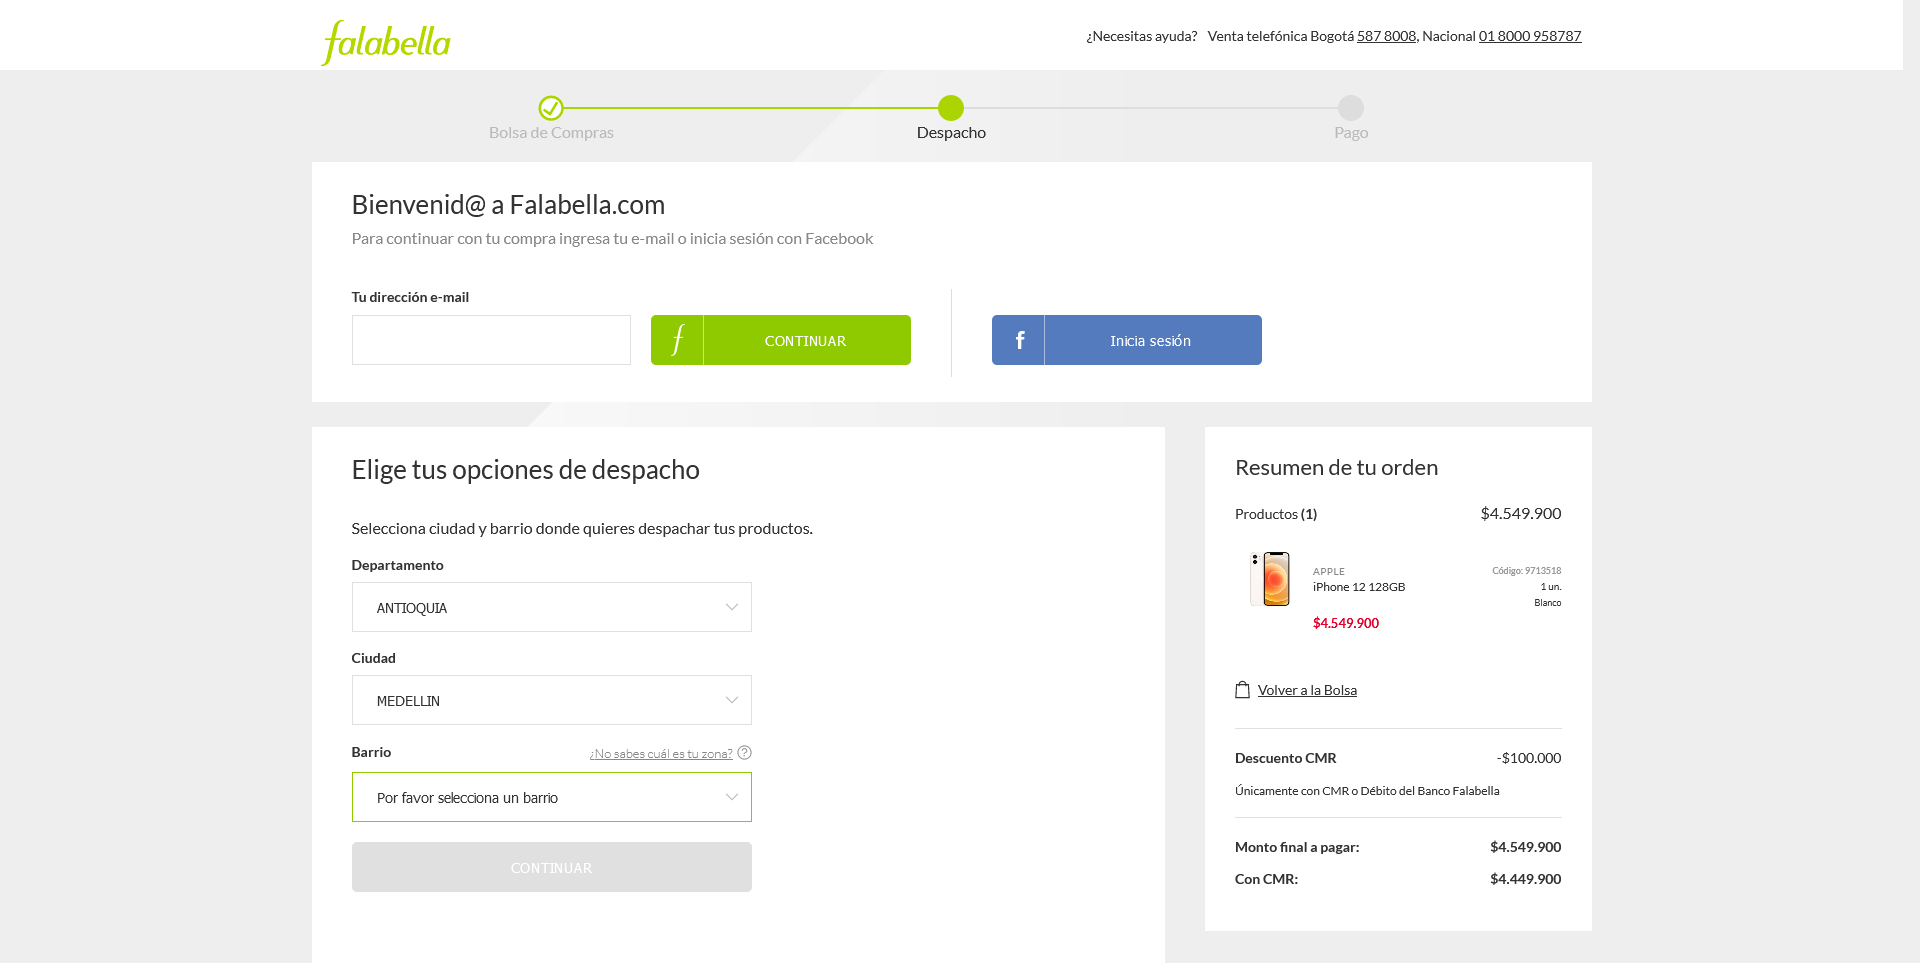 falabella
¿Necesitas ayuda? Venta telefónica Bogotá 587 8008, Nacional 01 8000 958787
Bolsa de Compras
Despacho
Pago
Bienvenid@ a Falabella.com
Para continuar con tu compra ingresa tu e-mail o inicia sesión con Facebook
Tu dirección e-mail
f CONTINUAR
f Inicia sesión
Elige tus opciones de despacho
Selecciona ciudad y barrio donde quieres despachar tus productos.
Departamento
ANTIOQUIA
Ciudad
MEDELLIN
Barrio
¿No sabes cuál es tu zona? ?
Por favor selecciona un barrio
CONTINUAR
Resumen de tu orden
Productos (1) $4.549.900
APPLE
iPhone 12 128GB
$4.549.900
Código: 9713518
1 un.
Blanco
Volver a la Bolsa
Descuento CMR -$100.000
Únicamente con CMR o Débito del Banco Falabella
Monto final a pagar: $4.549.900
Con CMR: $4.449.900